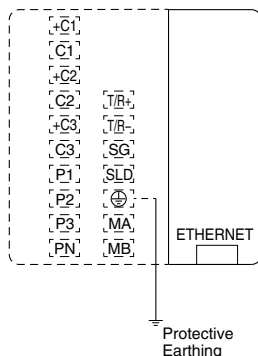 +C1
C1
+C2
C2 T/R+
+C3 T/R–
C3 SG
P1 SLD
P2
P3 MA
PN MB
ETHERNET
Protective
Earthing